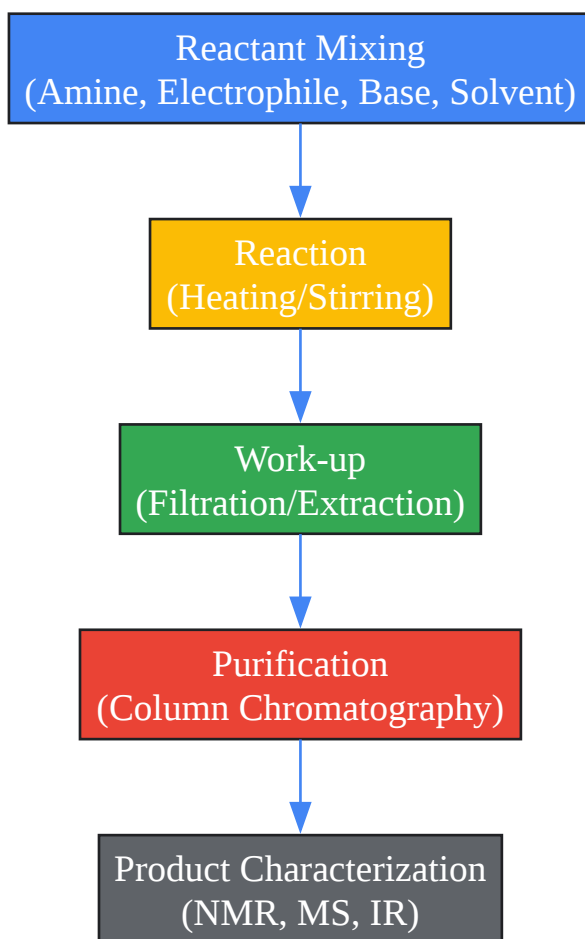 Reactant Mixing
(Amine, Electrophile, Base, Solvent)
Reaction
(Heating/Stirring)
Work-up
(Filtration/Extraction)
Purification
(Column Chromatography)
Product Characterization
(NMR, MS, IR)